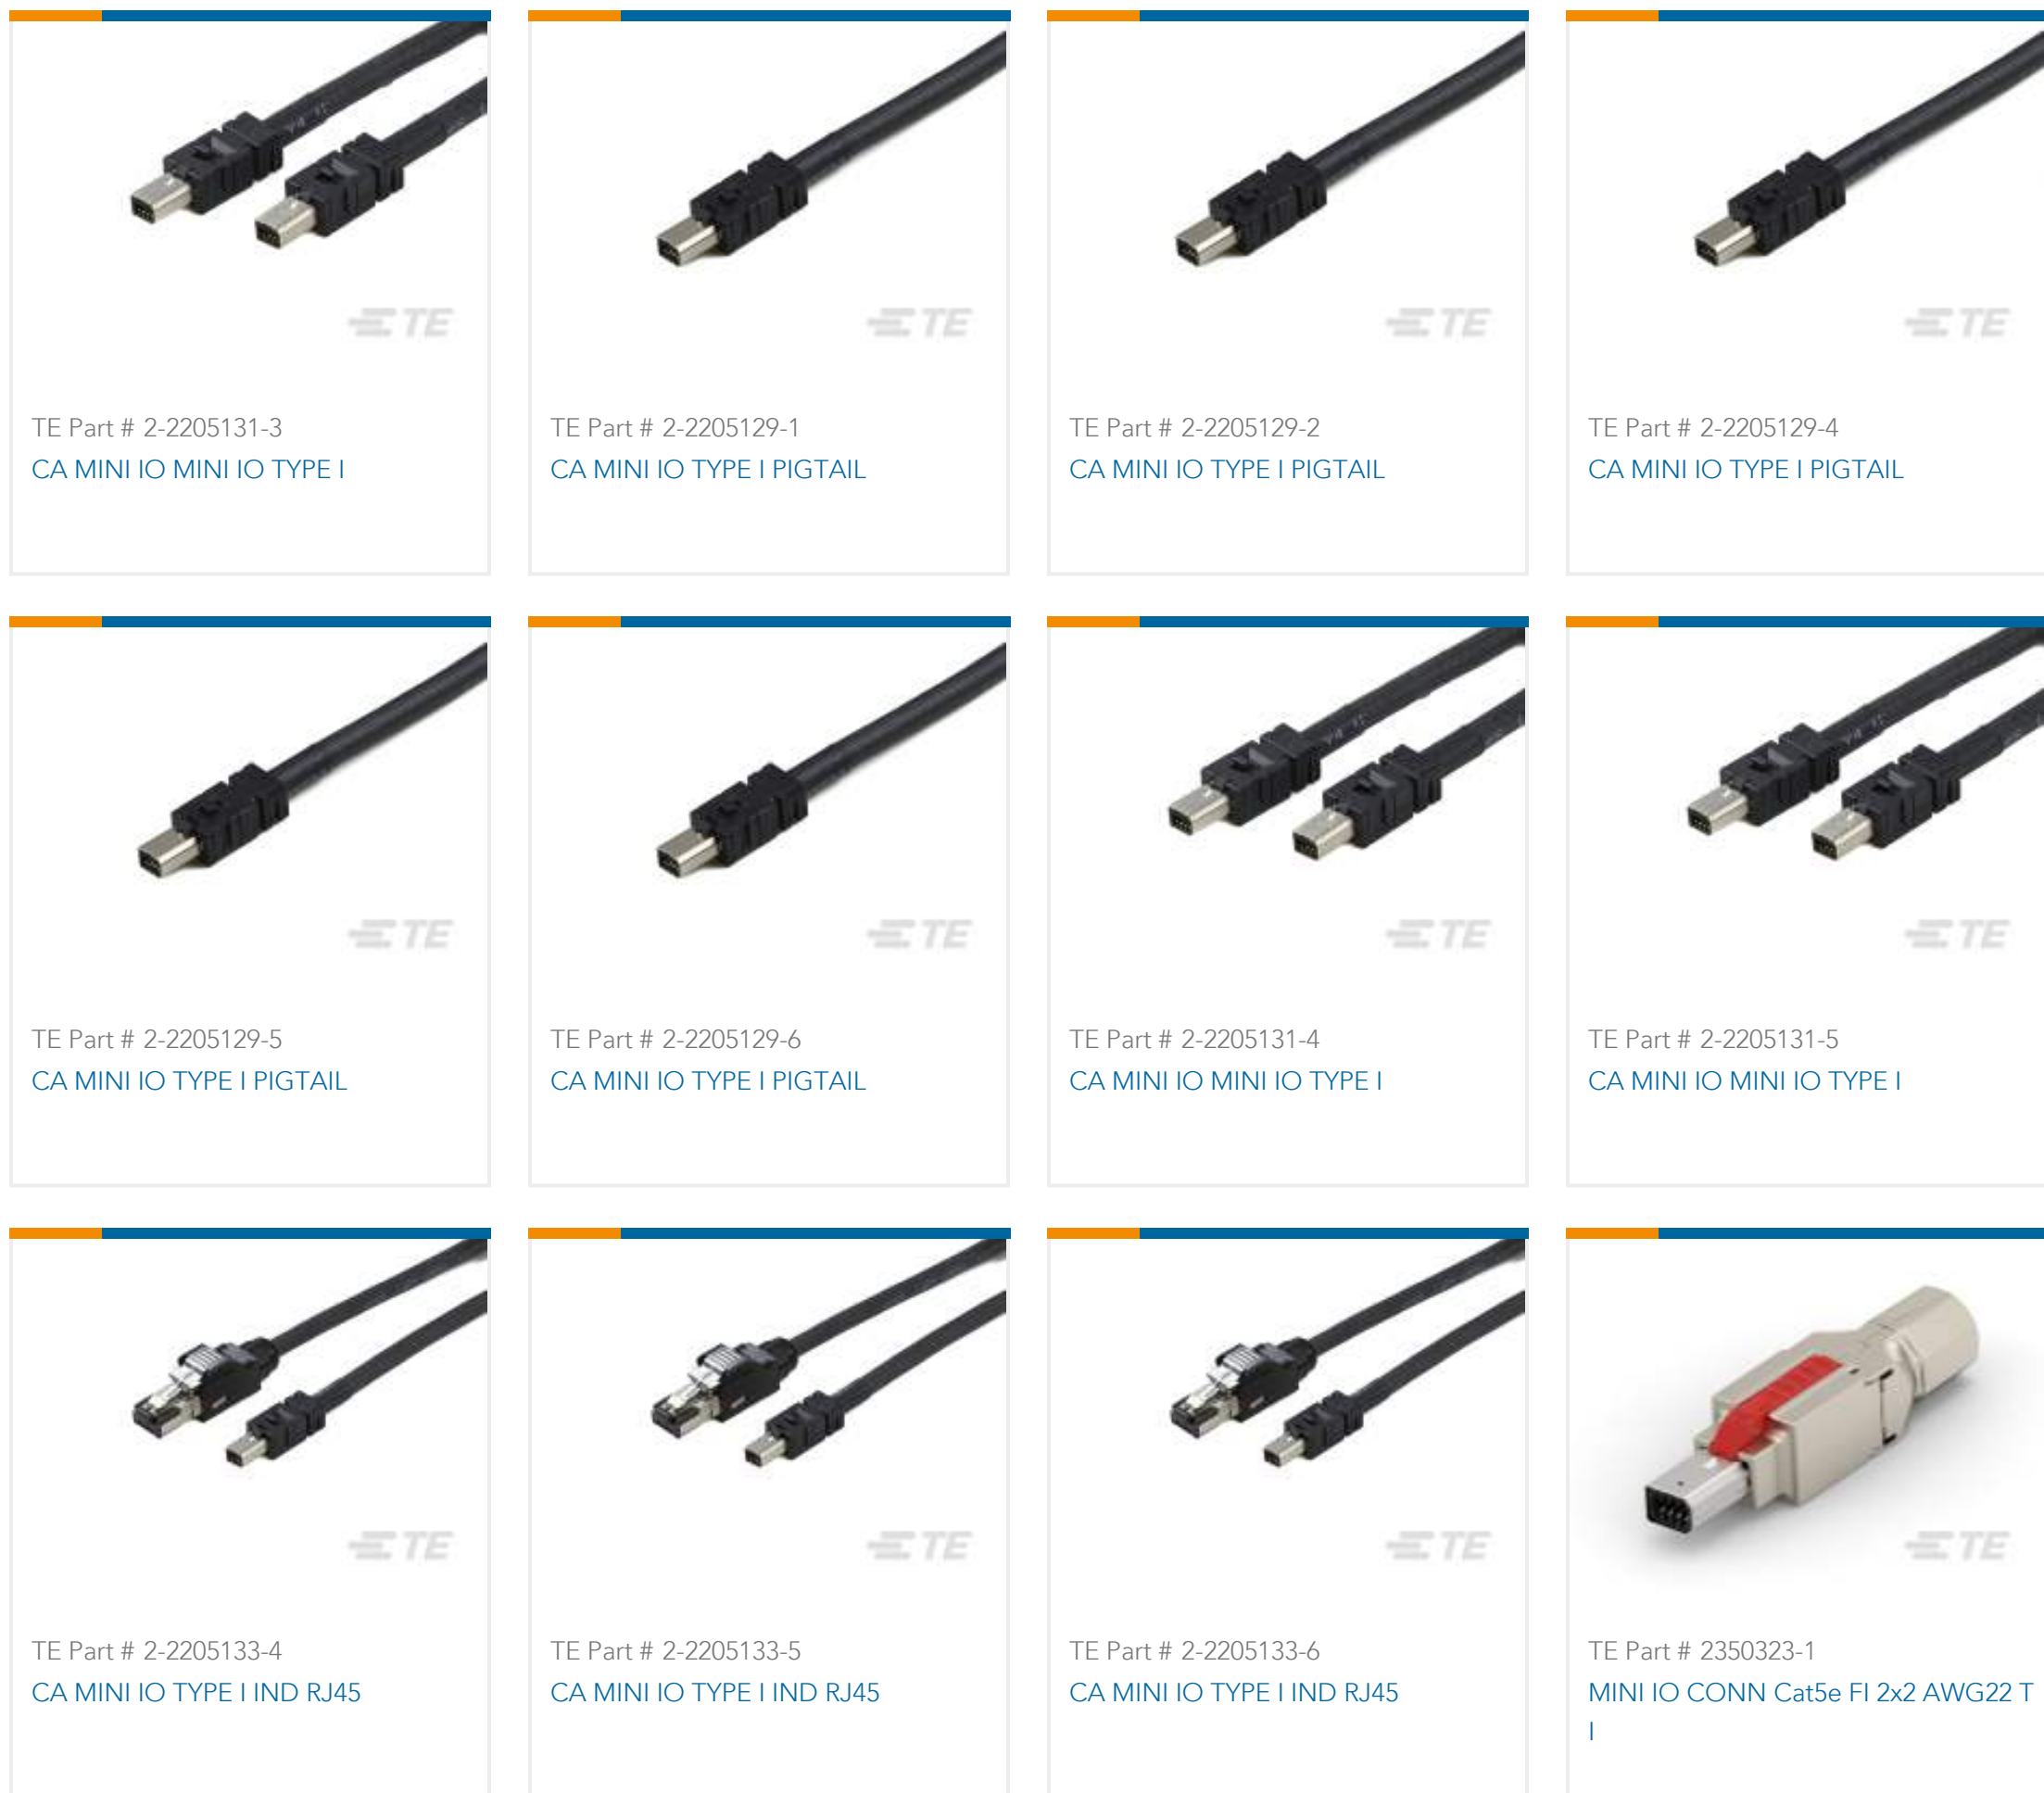 TE
TE
TE
TE
TE Part # 2-2205131-3
CA MINI IO MINI IO TYPE I
TE Part # 2-2205129-1
CA MINI IO TYPE I PIGTAIL
TE Part # 2-2205129-2
CA MINI IO TYPE I PIGTAIL
TE Part # 2-2205129-4
CA MINI IO TYPE I PIGTAIL
TE
TE
TE
TE
TE Part # 2-2205129-5
CA MINI IO TYPE I PIGTAIL
TE Part # 2-2205129-6
CA MINI IO TYPE I PIGTAIL
TE Part # 2-2205131-4
CA MINI IO MINI IO TYPE I
TE Part # 2-2205131-5
CA MINI IO MINI IO TYPE I
TE
TE
TE
TE
TE Part # 2-2205133-4
CA MINI IO TYPE I IND RJ45
TE Part # 2-2205133-5
CA MINI IO TYPE I IND RJ45
TE Part # 2-2205133-6
CA MINI IO TYPE I IND RJ45
TE Part # 2350323-1
MINI IO CONN Cat5e FI 2x2 AWG22 T
I